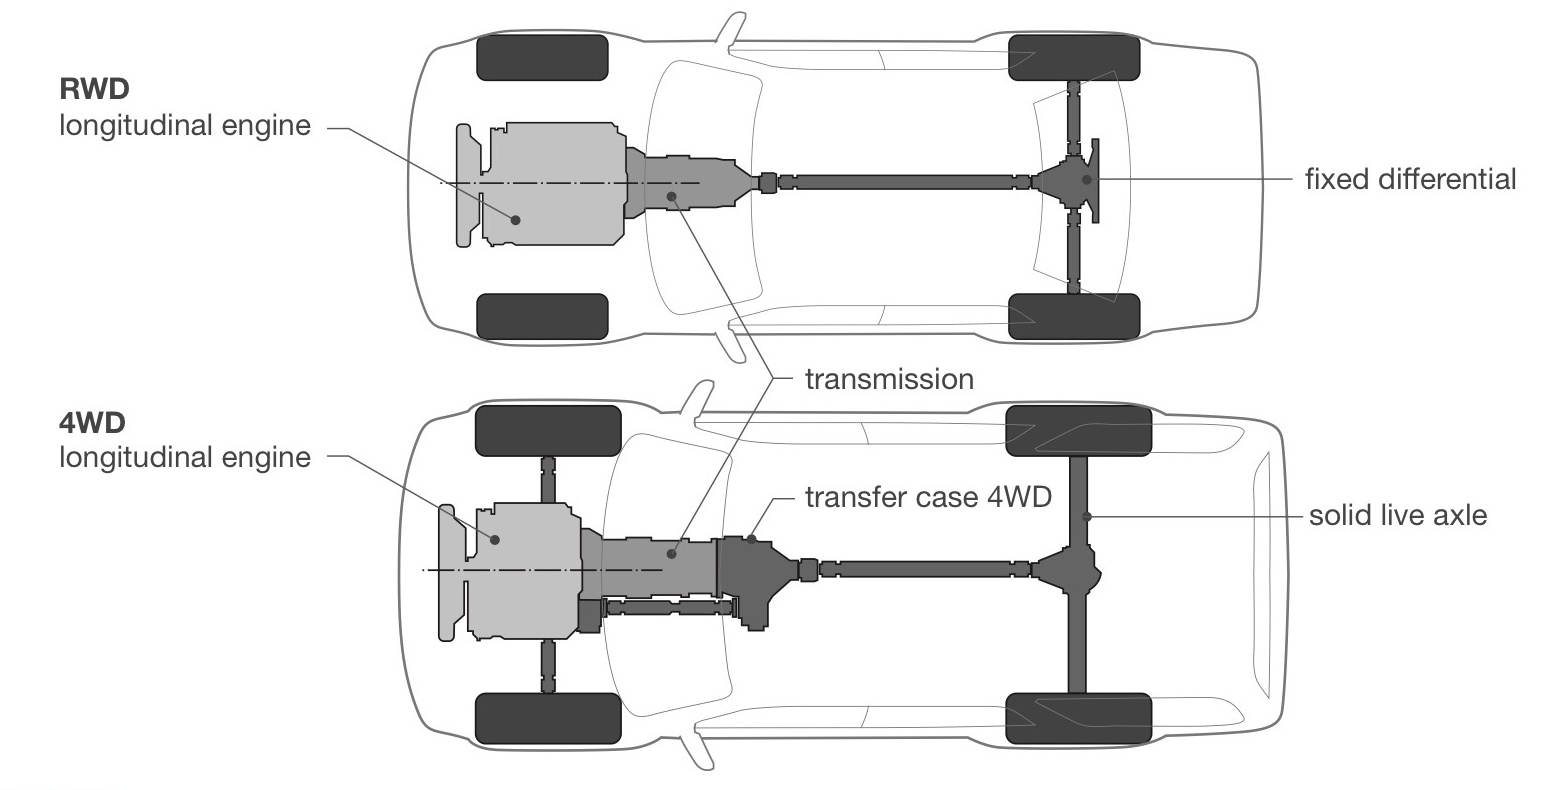 RWD
longitudinal engine
fixed differential
transmission
4WD
longitudinal engine
transfer case 4WD
solid live axle